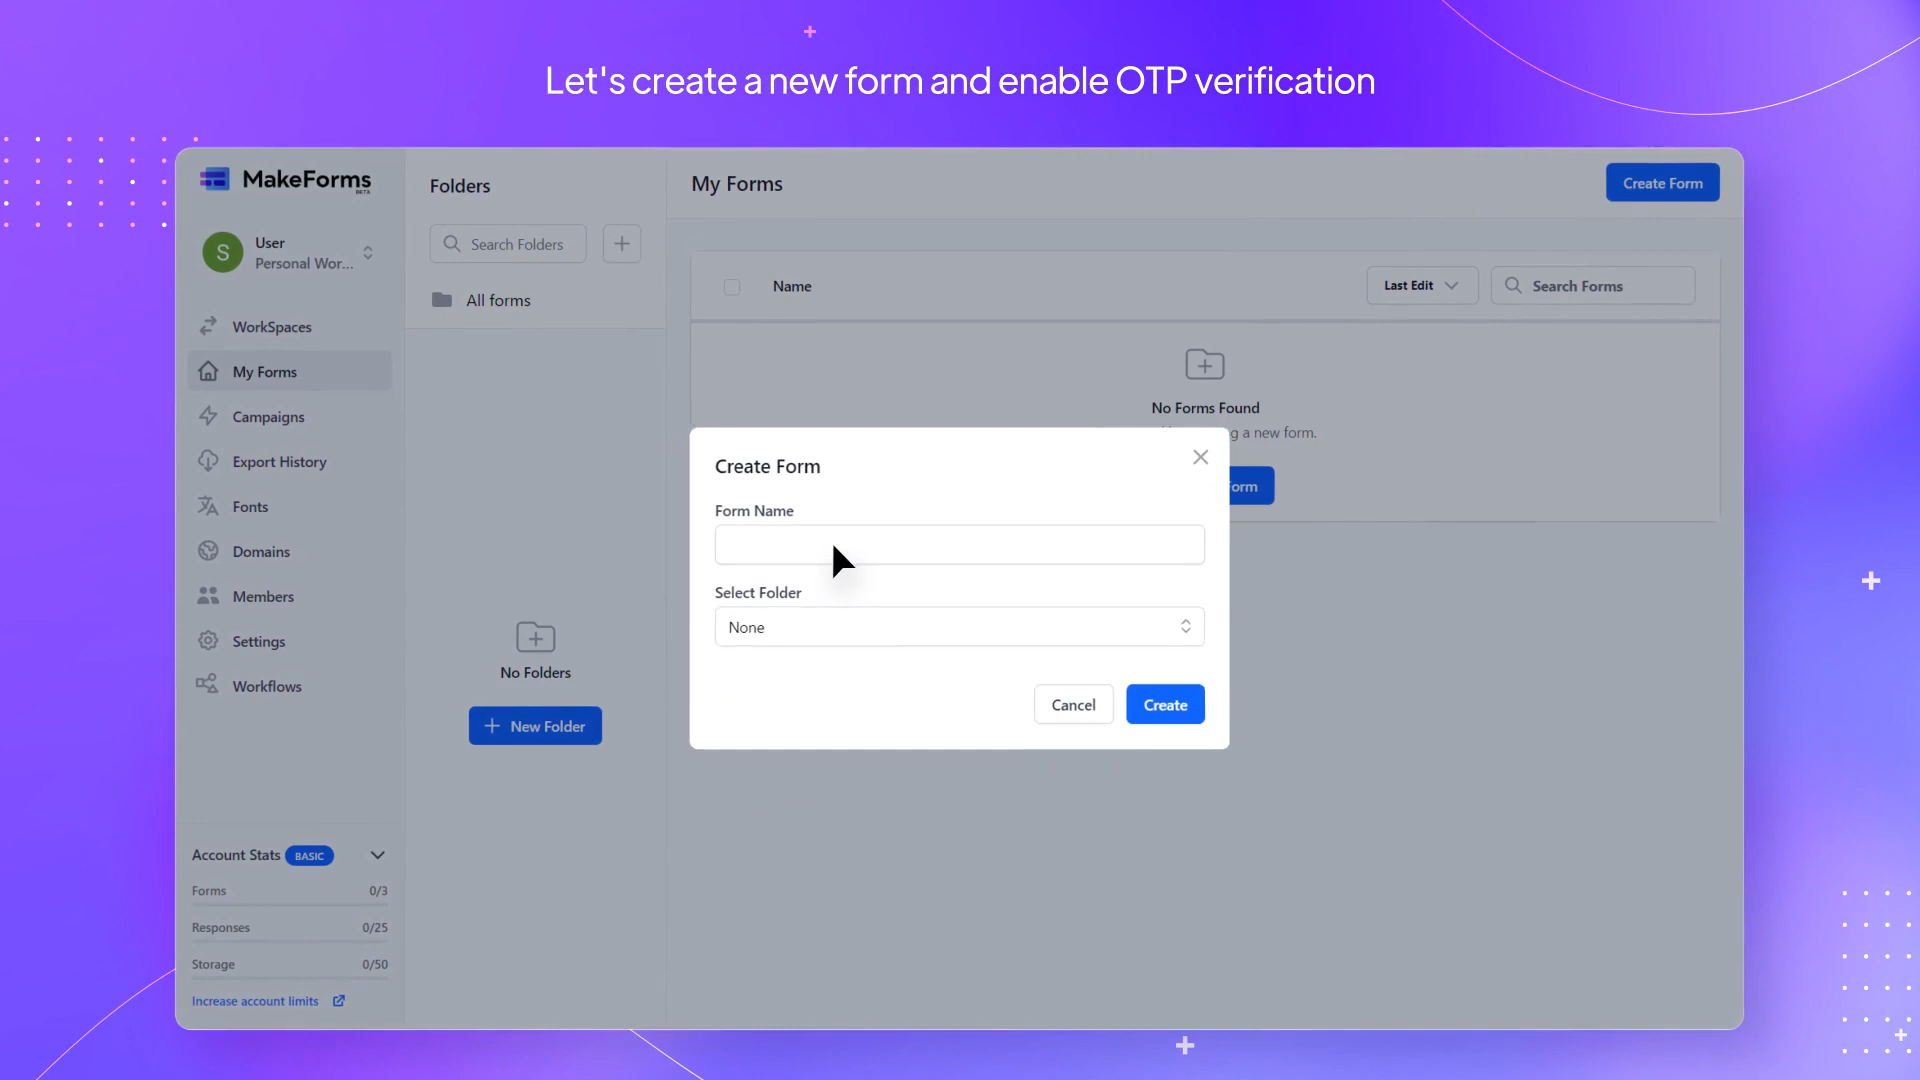 Let's create a new form and enable OTP verification
MakeForms
BETA
S
User
Personal Wor...
WorkSpaces
My Forms
Campaigns
Export History
Fonts
Domains
Members
Settings
Workflows
Account Stats BASIC
Forms 0/3
Responses 0/25
Storage 0/50
Increase account limits
Folders
Search Folders
All forms
No Folders
New Folder
My Forms
Create Form
Name
Last Edit
Search Forms
No Forms Found
g a new form.
orm
Create Form
Form Name
Select Folder
None
Cancel
Create